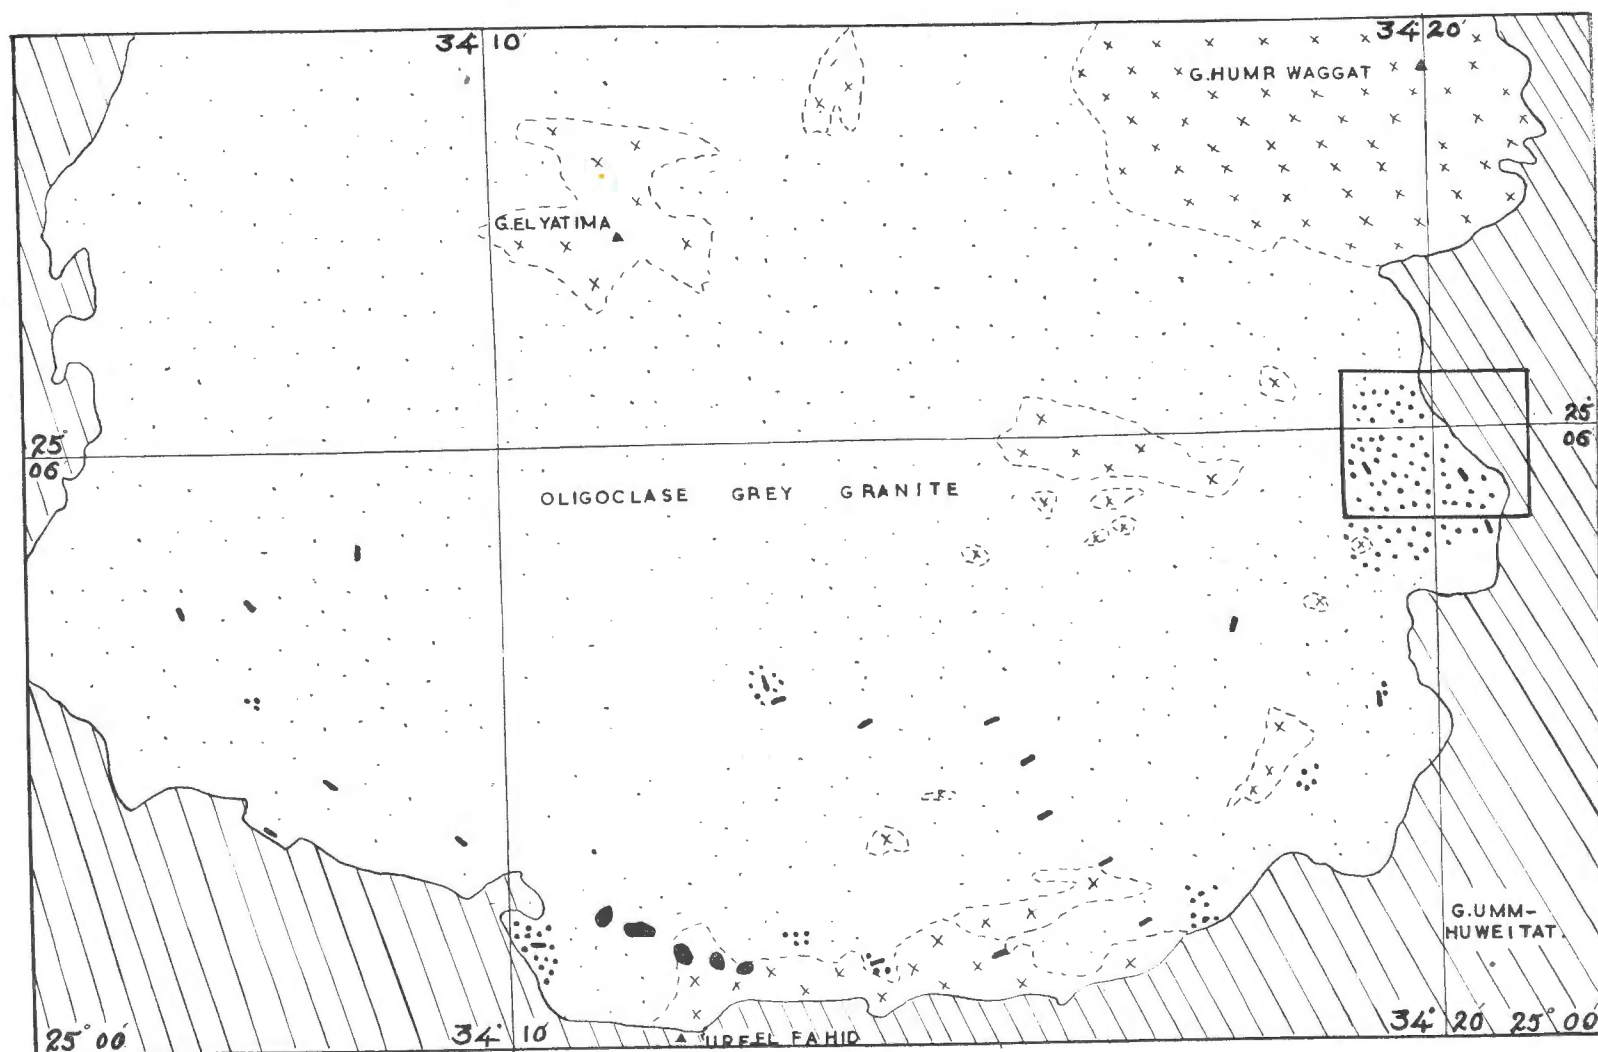 34° 10'
34° 20'
G.HUMR WAGGAT
G.EL YATIMA
25°
06'
25°
06'
OLIGOCLASE GREY GRANITE
G.UMM-
HUWEITAT.
25° 00'
34° 10'
34° 20'
25° 00'
EL FAHID